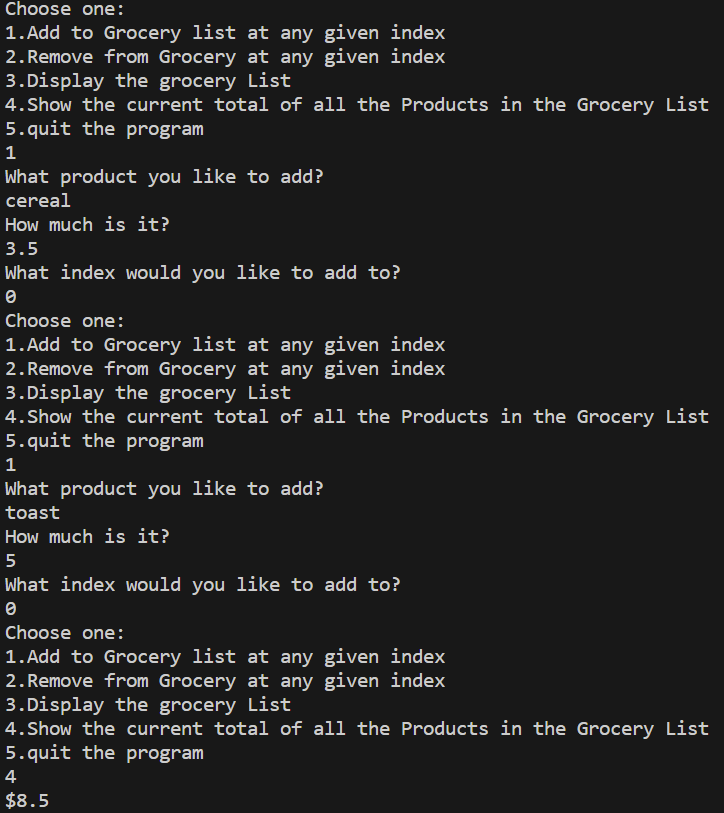 Choose one:
1.Add to Grocery list at any given index
2.Remove from Grocery at any given index
3.Display the grocery List
4.Show the current total of all the Products in the Grocery List
5.quit the program
1
What product you like to add?
cereal
How much is it?
3.5
What index would you like to add to?
0
Choose one:
1.Add to Grocery list at any given index
2.Remove from Grocery at any given index
3.Display the grocery List
4.Show the current total of all the Products in the Grocery List
5.quit the program
1
What product you like to add?
toast
How much is it?
5
What index would you like to add to?
0
Choose one:
1.Add to Grocery list at any given index
2.Remove from Grocery at any given index
3.Display the grocery List
4.Show the current total of all the Products in the Grocery List
5.quit the program
4
$8.5